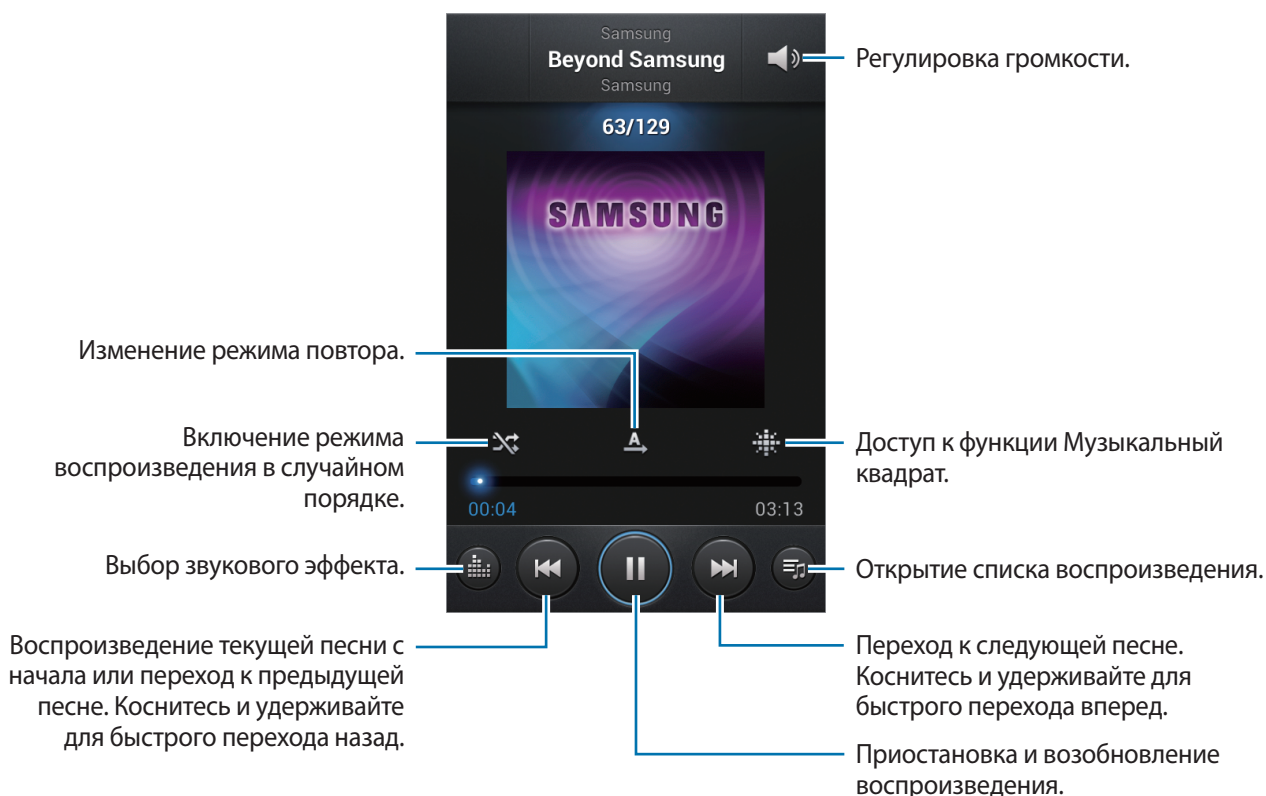 Samsung
Beyond Samsung
Samsung
Регулировка громкости.
63/129
SAMSUNG
Изменение режима повтора.
A
Включение режима
воспроизведения в случайном
порядке.
Доступ к функции Музыкальный
квадрат.
00:04
03:13
Выбор звукового эффекта.
Открытие списка воспроизведения.
Воспроизведение текущей песни с
начала или переход к предыдущей
песне. Коснитесь и удерживайте
для быстрого перехода назад.
Переход к следующей песне.
Коснитесь и удерживайте для
быстрого перехода вперед.
Приостановка и возобновление
воспроизведения.